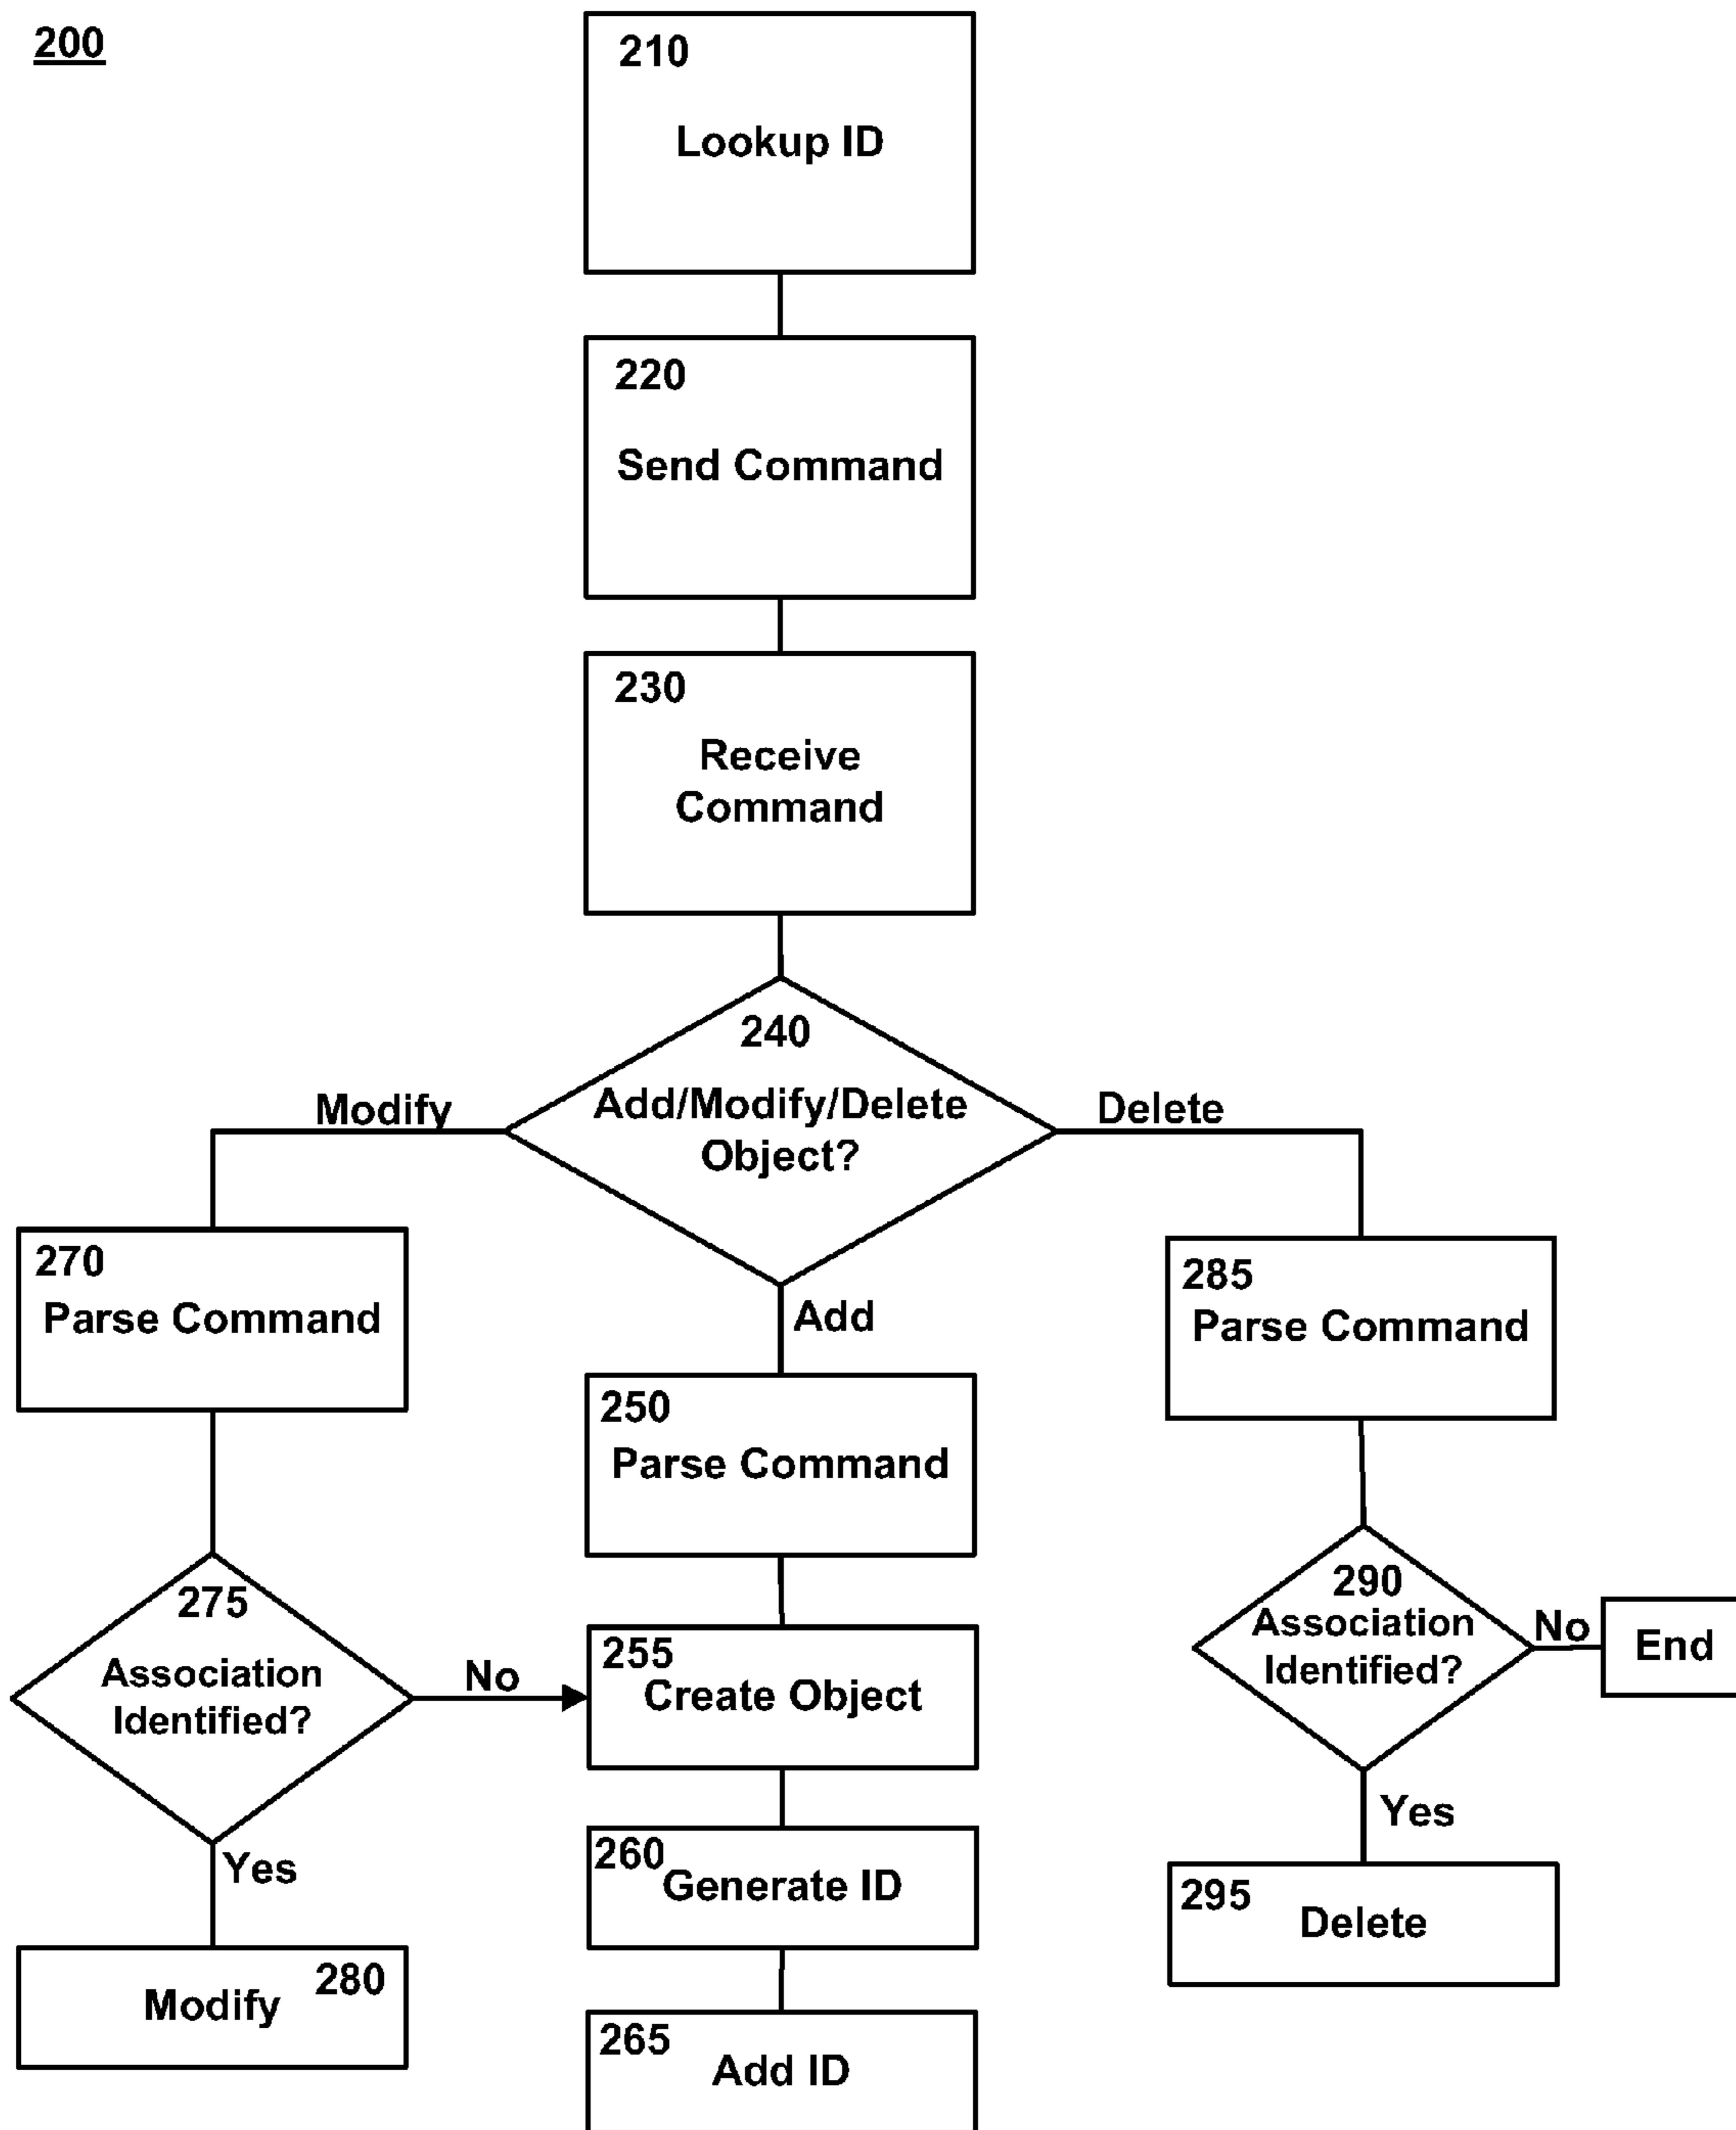 200
210
Lookup ID
220
Send Command
230
Receive
Command
240
Add/Modify/Delete
Object?
Modify
Delete
Add
270
Parse Command
285
Parse Command
250
Parse Command
275
Association
Identified?
No
255
Create Object
290
Association
Identified?
No
End
Yes
Yes
260
Generate ID
280
Modify
295
Delete
265
Add ID